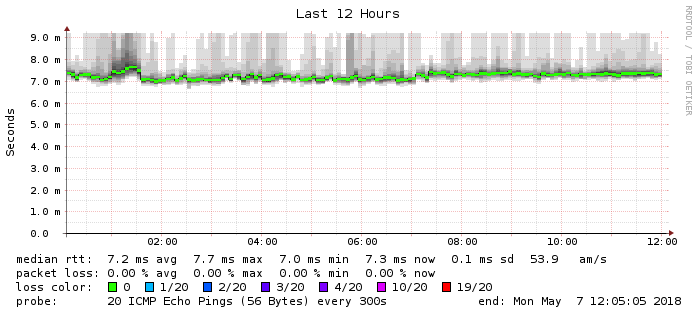 Last 12 Hours
RRDTOOL / TOBI OETIKER
Seconds
9.0 m
8.0 m
7.0 m
6.0 m
5.0 m
4.0 m
3.0 m
2.0 m
1.0 m
0.0
02:00 04:00 06:00 08:00 10:00 12:00
median rtt: 7.2 ms avg 7.7 ms max 7.0 ms min 7.3 ms now 0.1 ms sd 53.9 am/s
packet loss: 0.00 % avg 0.00 % max 0.00 % min 0.00 % now
loss color: 0 1/20 2/20 3/20 4/20 10/20 19/20
probe: 20 ICMP Echo Pings (56 Bytes) every 300s end: Mon May 7 12:05:05 2018